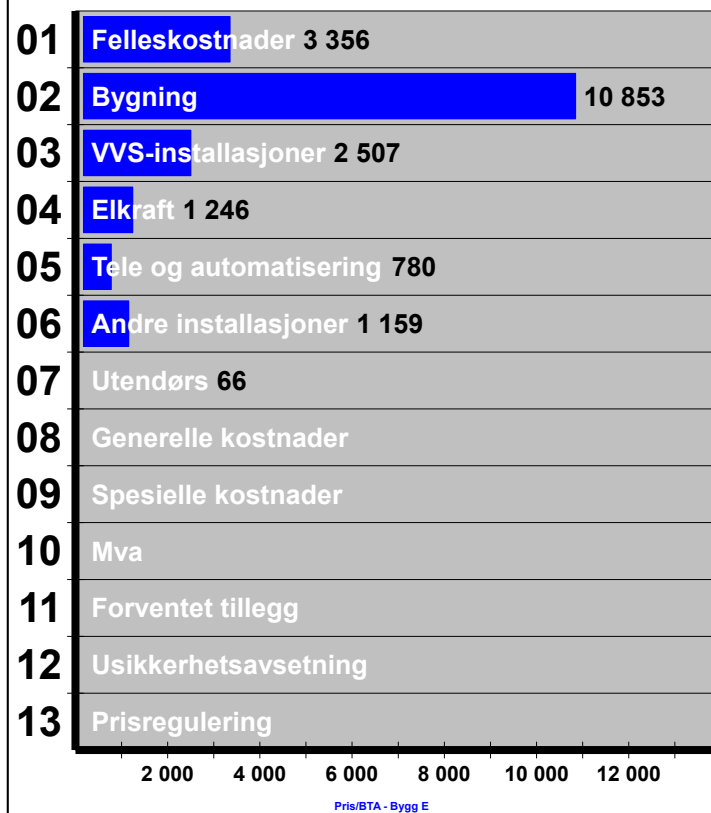 01 Felleskostnader 3 356
02 Bygning 10 853
03 VVS-installasjoner 2 507
04 Elkraft 1 246
05 Tele og automatisering 780
06 Andre installasjoner 1 159
07 Utendørs 66
08 Generelle kostnader
09 Spesielle kostnader
10 Mva
11 Forventet tillegg
12 Usikkerhetsavsetning
13 Prisregulering
2 000 4 000 6 000 8 000 10 000 12 000
Pris/BTA - Bygg E